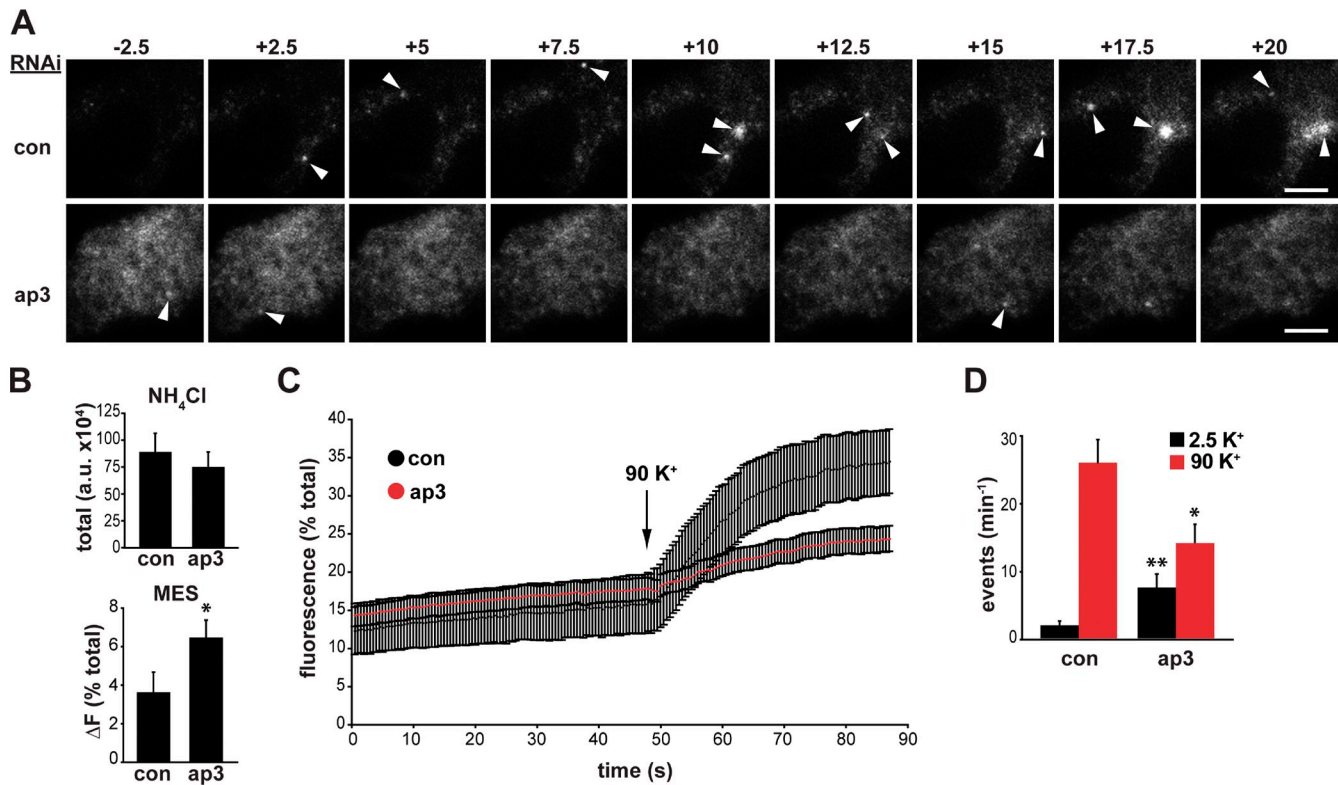 A
RNAi
-2.5 +2.5 +5 +7.5 +10 +12.5 +15 +17.5 +20
con
ap3
B
NH₄Cl
total (a.u. x10⁴)
125
100
75
50
25
0
con ap3
MES
*
ΔF (% total)
8
6
4
2
0
con ap3
C
con
ap3
90 K⁺
fluorescence (% total)
40
35
30
25
20
15
10
5
0
0 10 20 30 40 50 60 70 80 90
time (s)
D
2.5 K⁺
90 K⁺
events (min⁻¹)
30
20
10
0
** *
con ap3